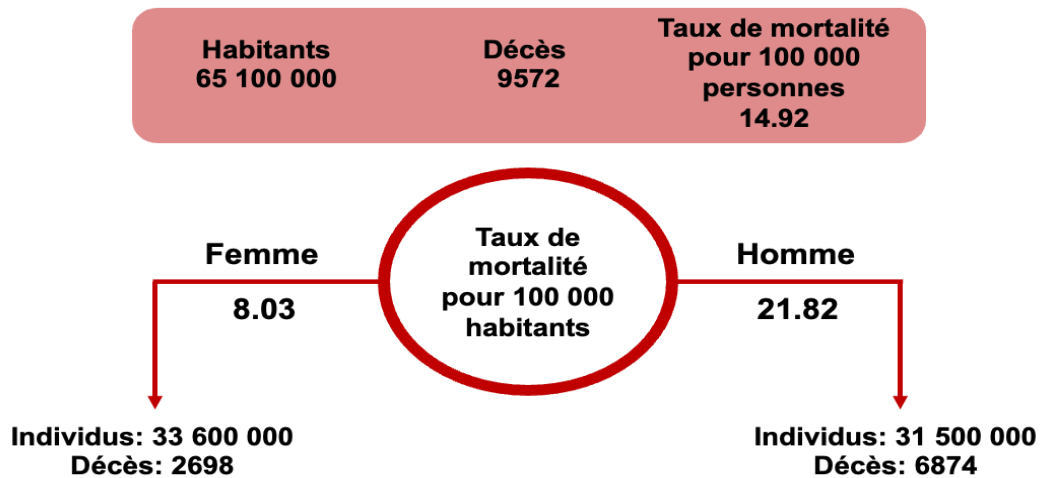 Habitants
65 100 000
Décès
9572
Taux de mortalité
pour 100 000
personnes
14.92
Femme
8.03
Taux de
mortalité
pour 100 000
habitants
Homme
21.82
Individus: 33 600 000
Décès: 2698
Individus: 31 500 000
Décès: 6874